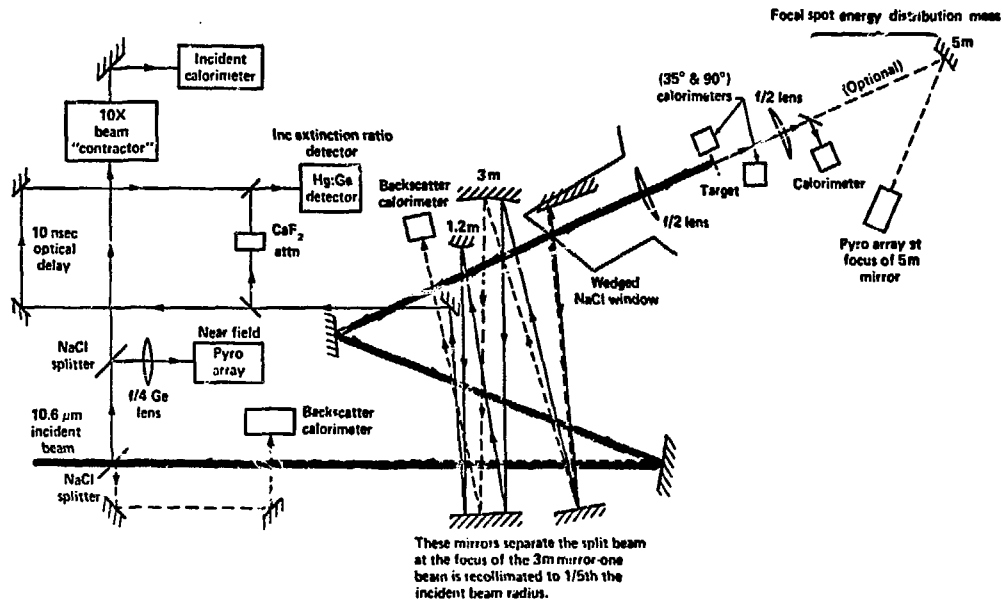 Focal spot energy distribution meas
5m
(Optional)
Incident
calorimeter
(35° & 90°)
calorimeters
f/2 lens
10X
beam
"contractor"
Inc extinction ratio
detector
Hg:Ge
detector
Backscatter
calorimeter
3m
1.2m
Target
Calorimeter
f/2 lens
CaF2
attn
10 nsec
optical
delay
Pyro array at
focus of 5m
mirror
Wedged
NaCl window
NaCl
splitter
Near field
Pyro
array
f/4 Ge
lens
10.6 µm
incident
beam
Backscatter
calorimeter
NaCl
splitter
These mirrors separate the split beam
at the focus of the 3m mirror-one
beam is recollimated to 1/5th the
incident beam radius.